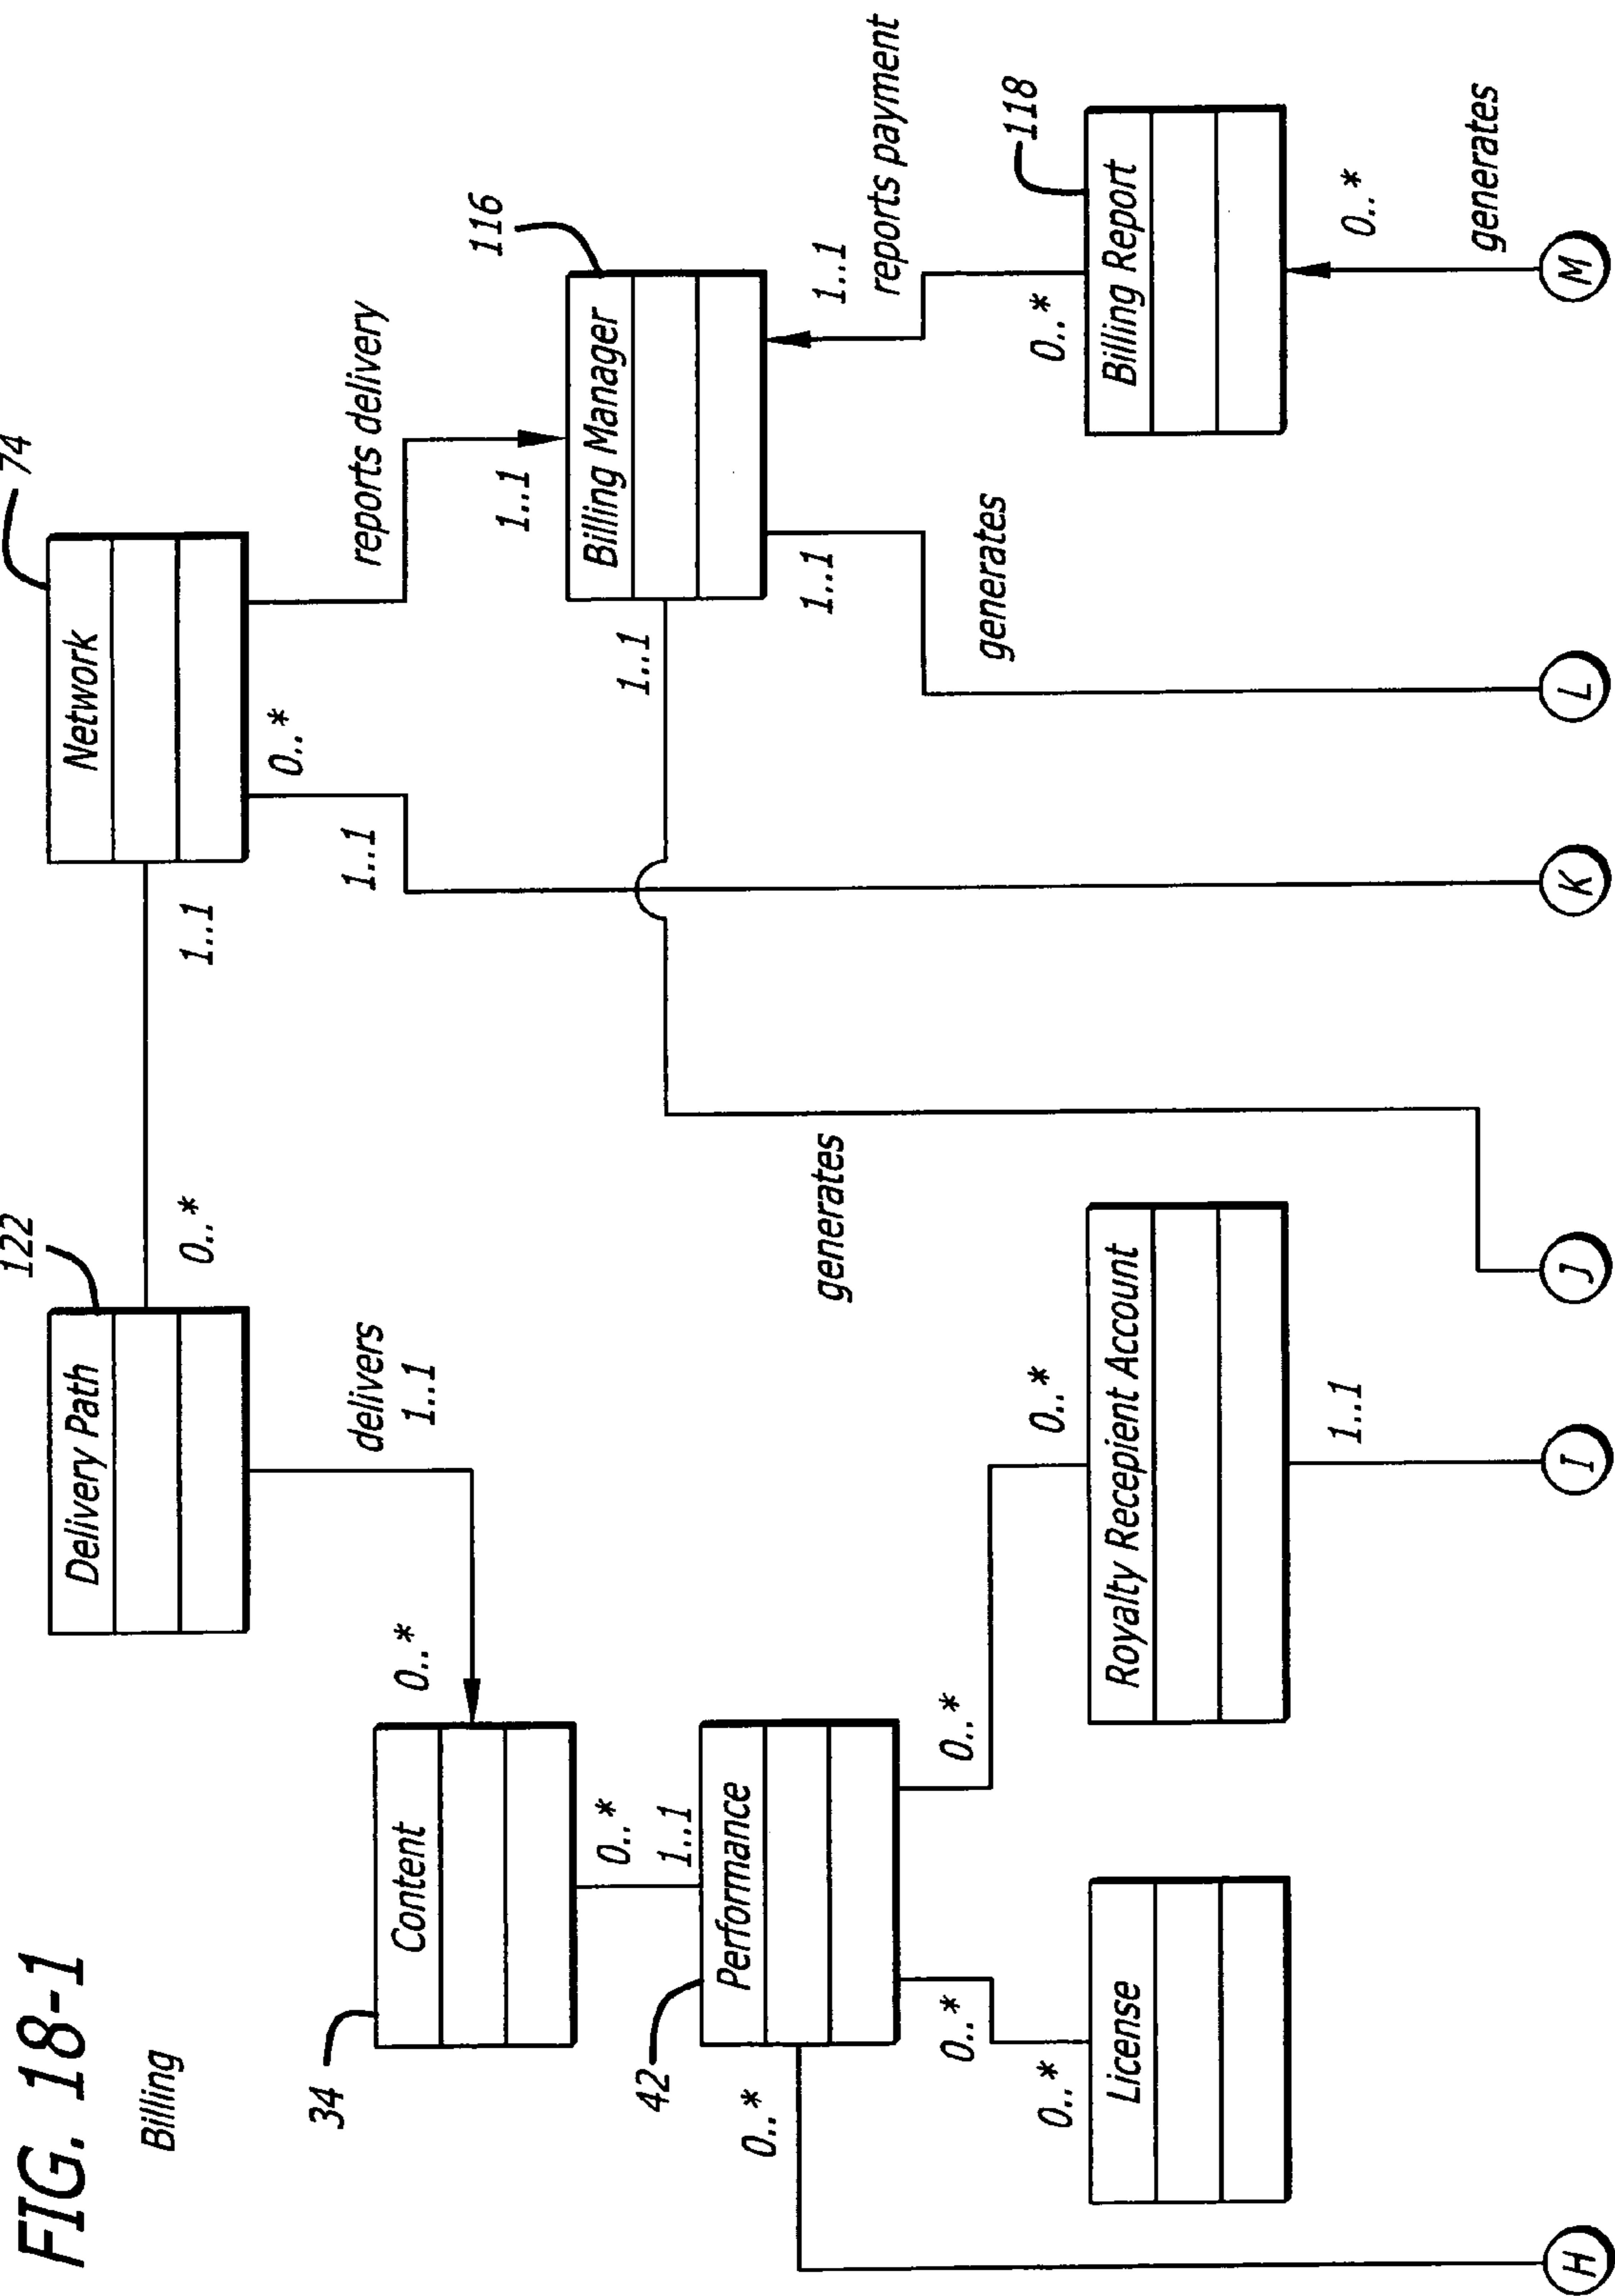 FIG. 18-1
Billing
122
74
Delivery Path
Network
0..*
1..1
0..*
1..1
delivers
1..1
reports delivery
1..1
34
Content
0..*
0..*
1..1
116
Billing Manager
1..1
1..1
1..1
generates
generates
reports payment
42
Performance
0..*
0..*
0..*
0..*
0..*
License
Royalty Recepient Account
1..1
0..*
118
Billing Report
0..*
generates
H
I
J
K
L
M